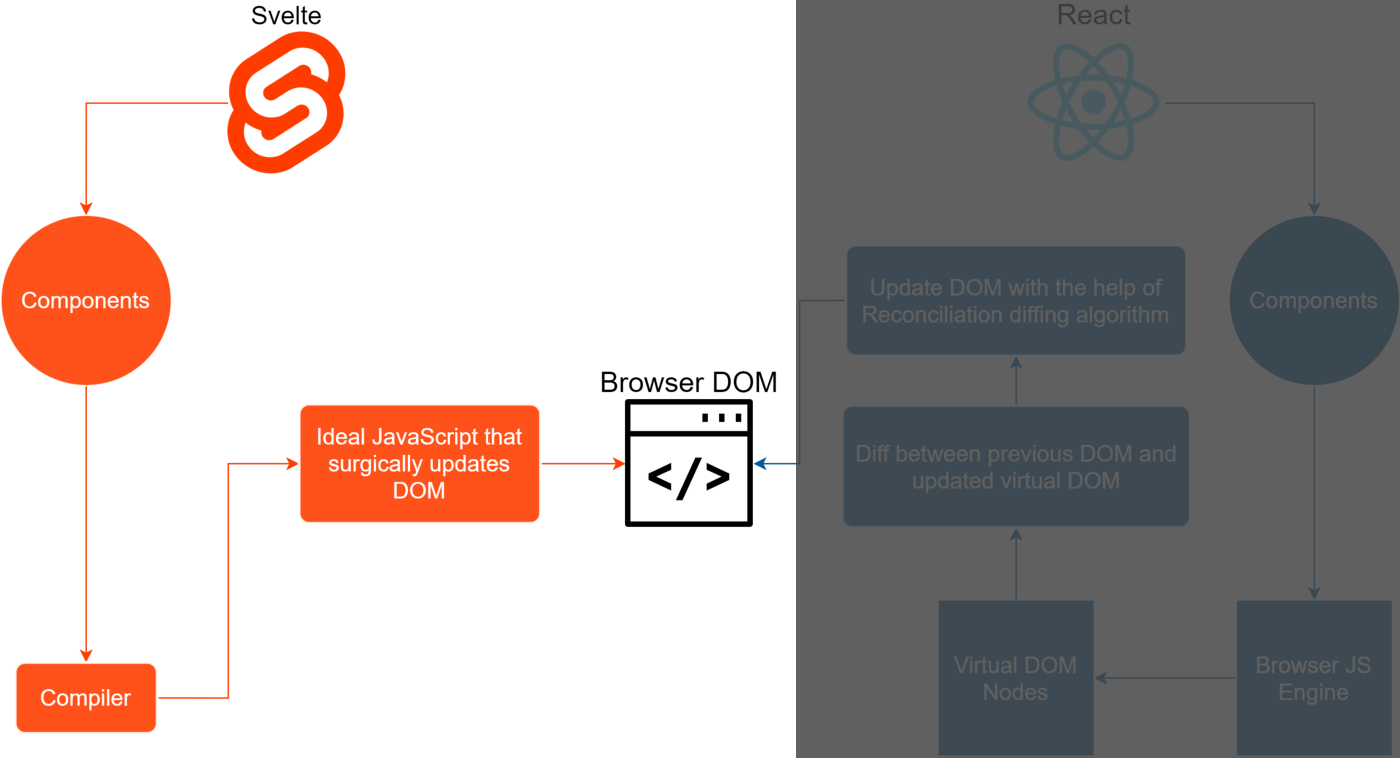 Svelte
React
Components
Update DOM with the help of
Reconciliation diffing algorithm
Components
Browser DOM
</>
Ideal JavaScript that
surgically updates
DOM
Diff between previous DOM and
updated virtual DOM
Compiler
Virtual DOM
Nodes
Browser JS
Engine